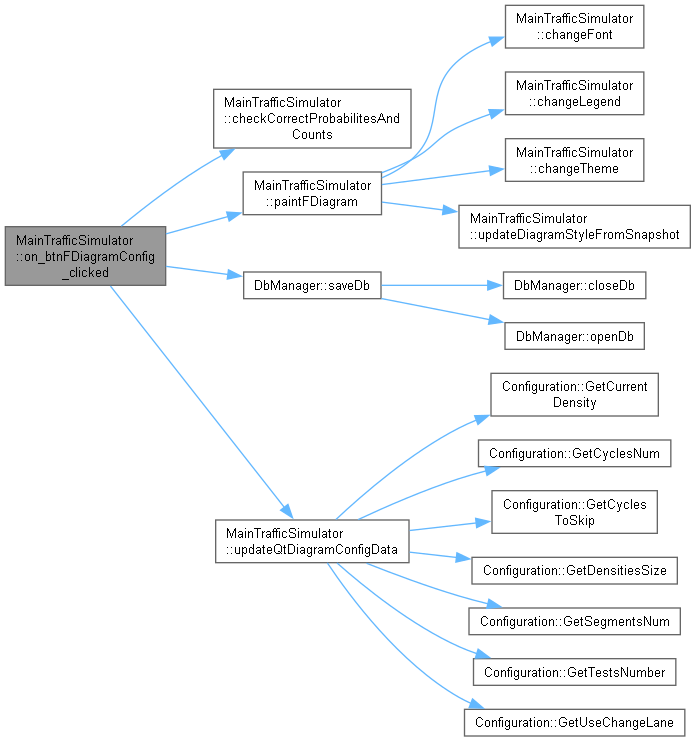 MainTrafficSimulator
::on_btnFDiagramConfig
_clicked
MainTrafficSimulator
::checkCorrectProbabilitesAnd
Counts
MainTrafficSimulator
::paintFDiagram
MainTrafficSimulator
::changeFont
MainTrafficSimulator
::changeLegend
MainTrafficSimulator
::changeTheme
MainTrafficSimulator
::updateDiagramStyleFromSnapshot
DbManager::saveDb
DbManager::closeDb
DbManager::openDb
MainTrafficSimulator
::updateQtDiagramConfigData
Configuration::GetCurrent
Density
Configuration::GetCyclesNum
Configuration::GetCycles
ToSkip
Configuration::GetDensitiesSize
Configuration::GetSegmentsNum
Configuration::GetTestsNumber
Configuration::GetUseChangeLane